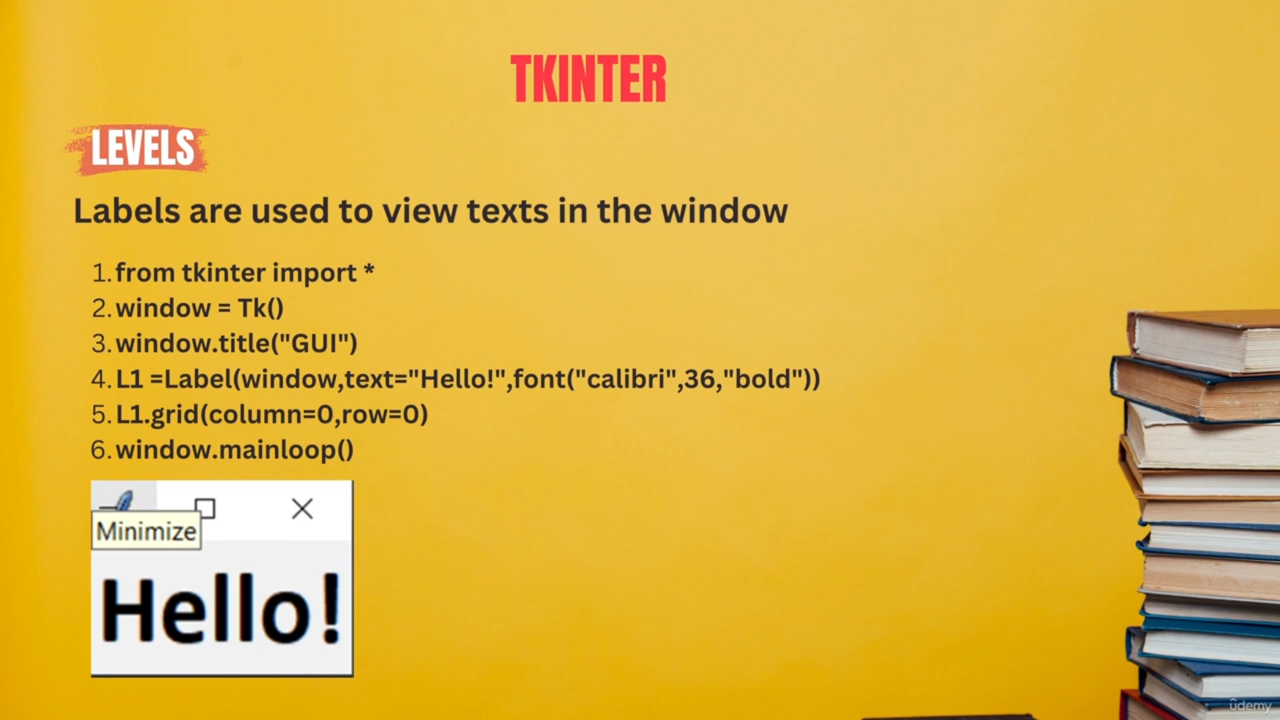 TKINTER
LEVELS
Labels are used to view texts in the window
1. from tkinter import *
2. window = Tk()
3. window.title("GUI")
4. L1 =Label(window,text="Hello!",font("calibri",36,"bold"))
5. L1.grid(column=0,row=0)
6. window.mainloop()
Minimize
Hello!
ûdemy